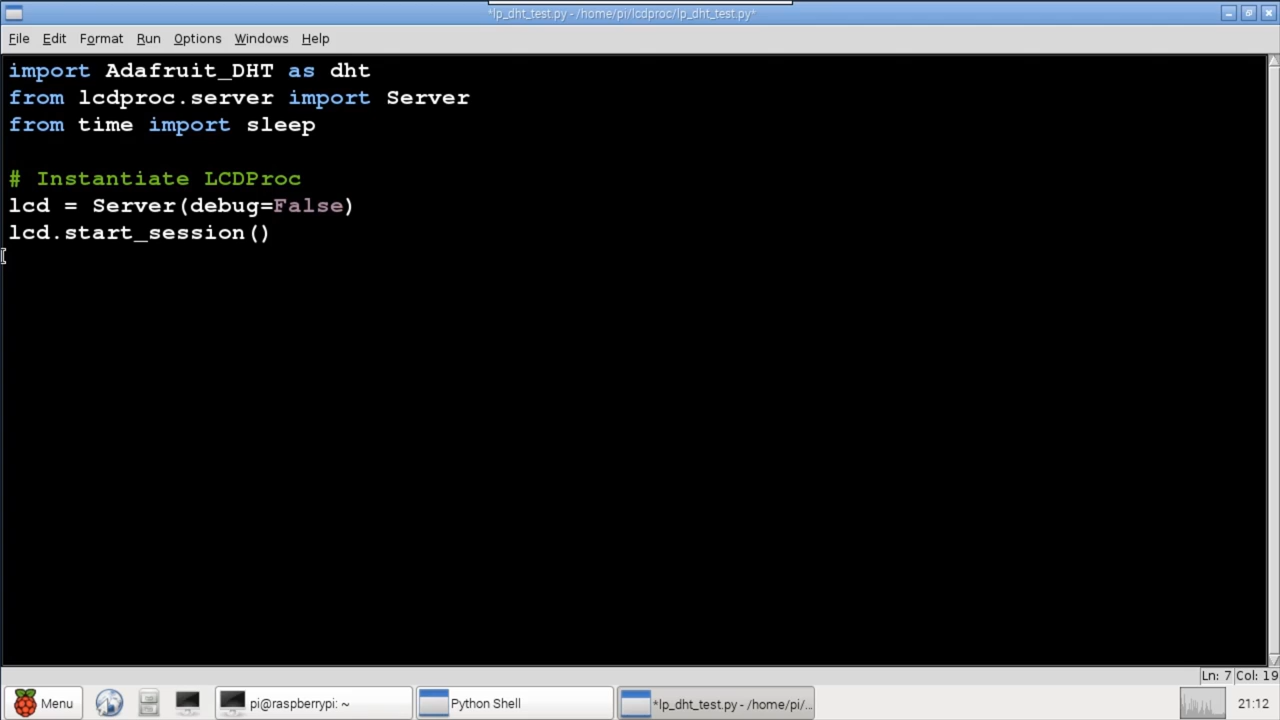 *lp_dht_test.py - /home/pi/lcdproc/lp_dht_test.py*
File Edit Format Run Options Windows Help
import Adafruit_DHT as dht
from lcdproc.server import Server
from time import sleep
# Instantiate LCDProc
lcd = Server(debug=False)
lcd.start_session()
Ln: 7 Col: 19
Menu pi@raspberrypi: ~ Python Shell *lp_dht_test.py - /home/pi/... 21:12